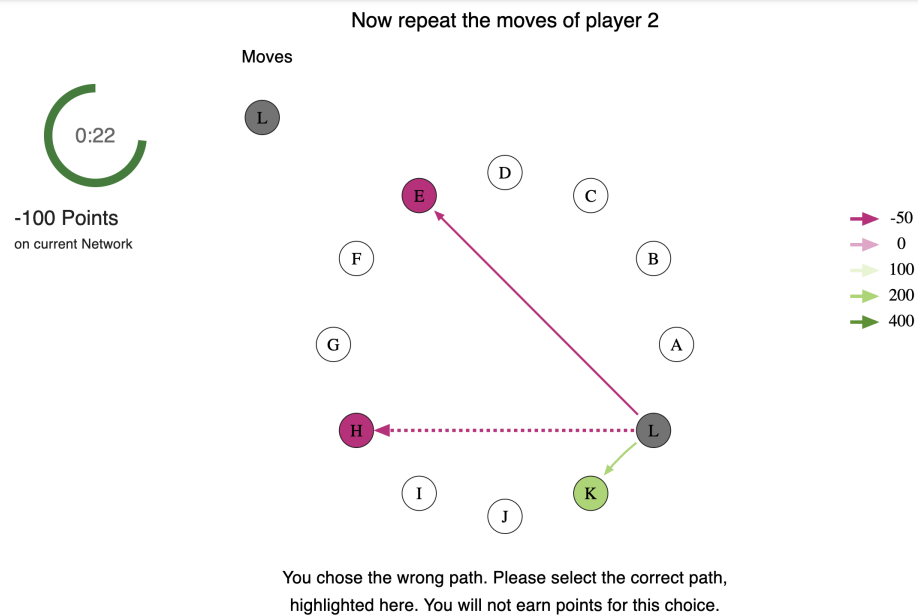 Now repeat the moves of player 2
Moves
L
0:22
-100 Points
on current Network
D
E
C
F
B
G
A
H
L
I
K
J
-50
0
100
200
400
You chose the wrong path. Please select the correct path,
highlighted here. You will not earn points for this choice.